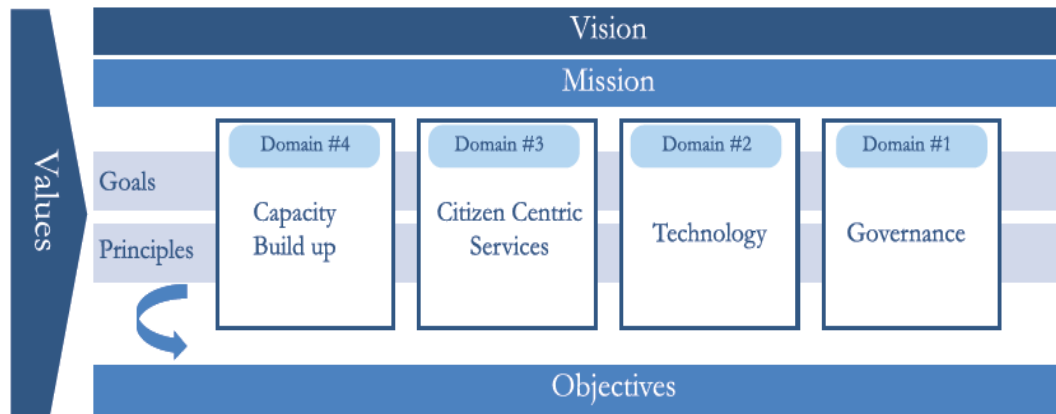 Values
Vision
Mission
Domain #4
Domain #3
Domain #2
Domain #1
Goals
Principles
Capacity
Build up
Citizen Centric
Services
Technology
Governance
Objectives